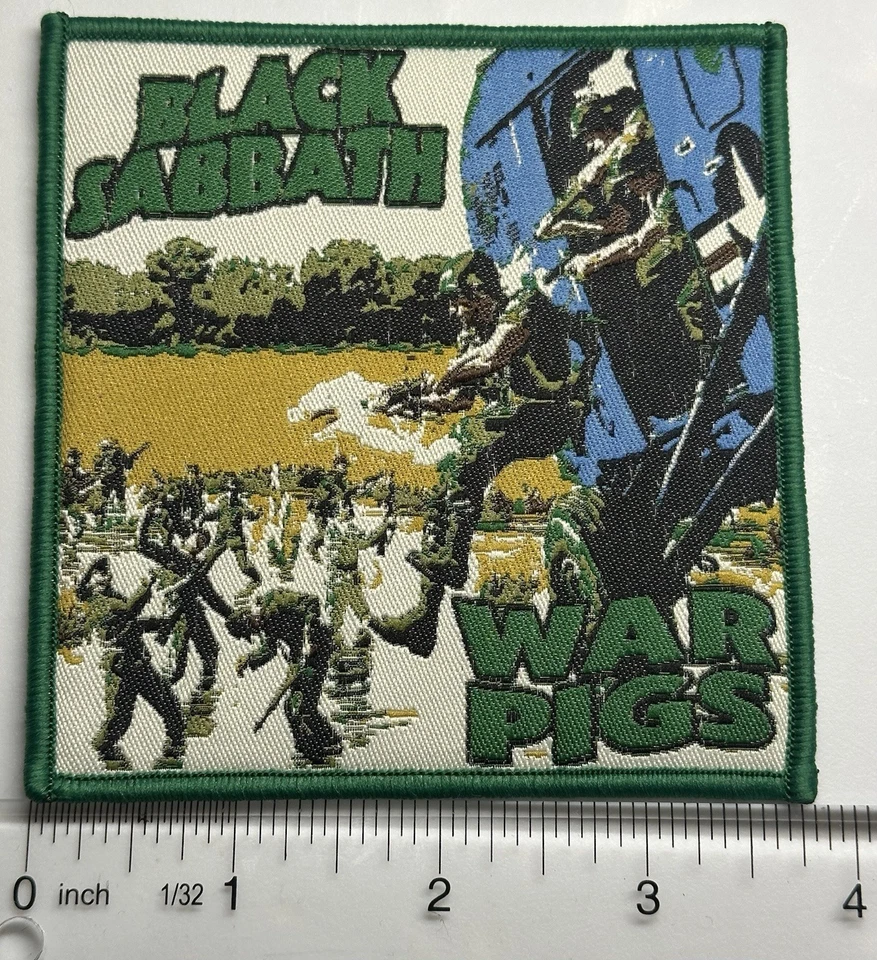 BLACK
SABBATH
WAR
PIGS
0 inch 1/32 1 2 3 4